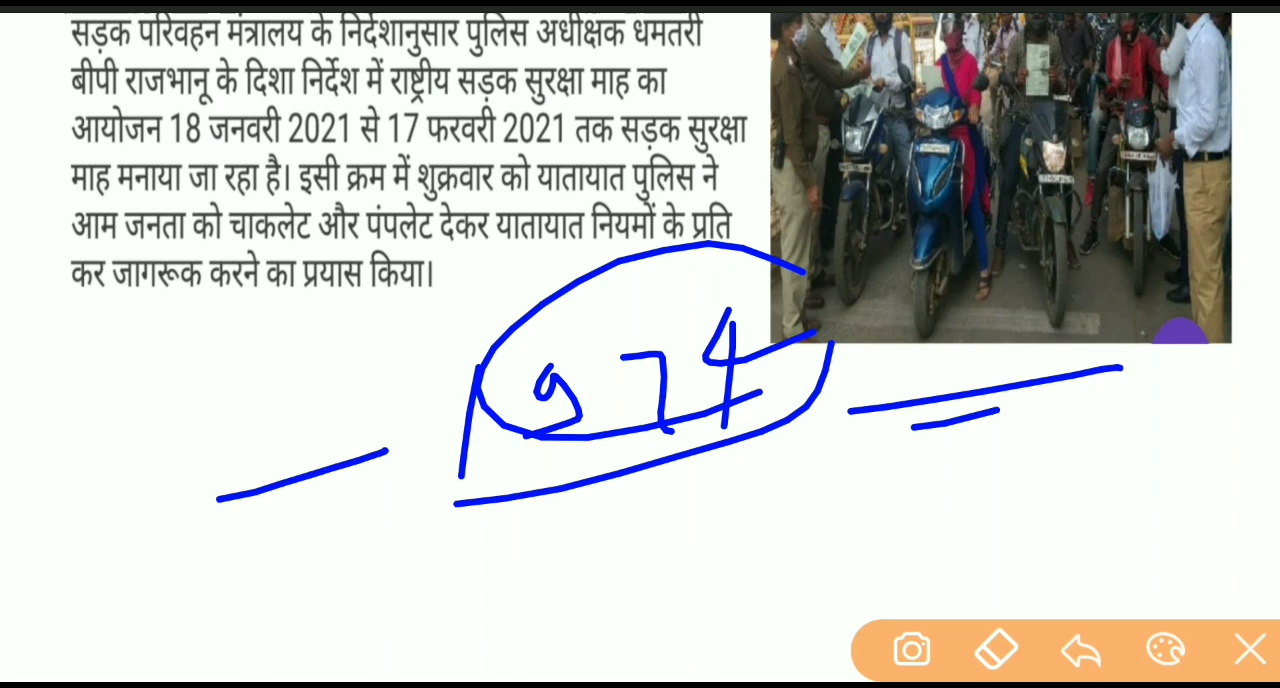 सड़क परिवहन मंत्रालय के निर्देशानुसार पुलिस अधीक्षक धमतरी
बीपी राजभानू के दिशा निर्देश में राष्ट्रीय सड़क सुरक्षा माह का
आयोजन 18 जनवरी 2021 से 17 फरवरी 2021 तक सड़क सुरक्षा
माह मनाया जा रहा है। इसी क्रम में शुक्रवार को यातायात पुलिस ने
आम जनता को चाकलेट और पंपलेट देकर यातायात नियमों के प्रति
कर जागरूक करने का प्रयास किया।